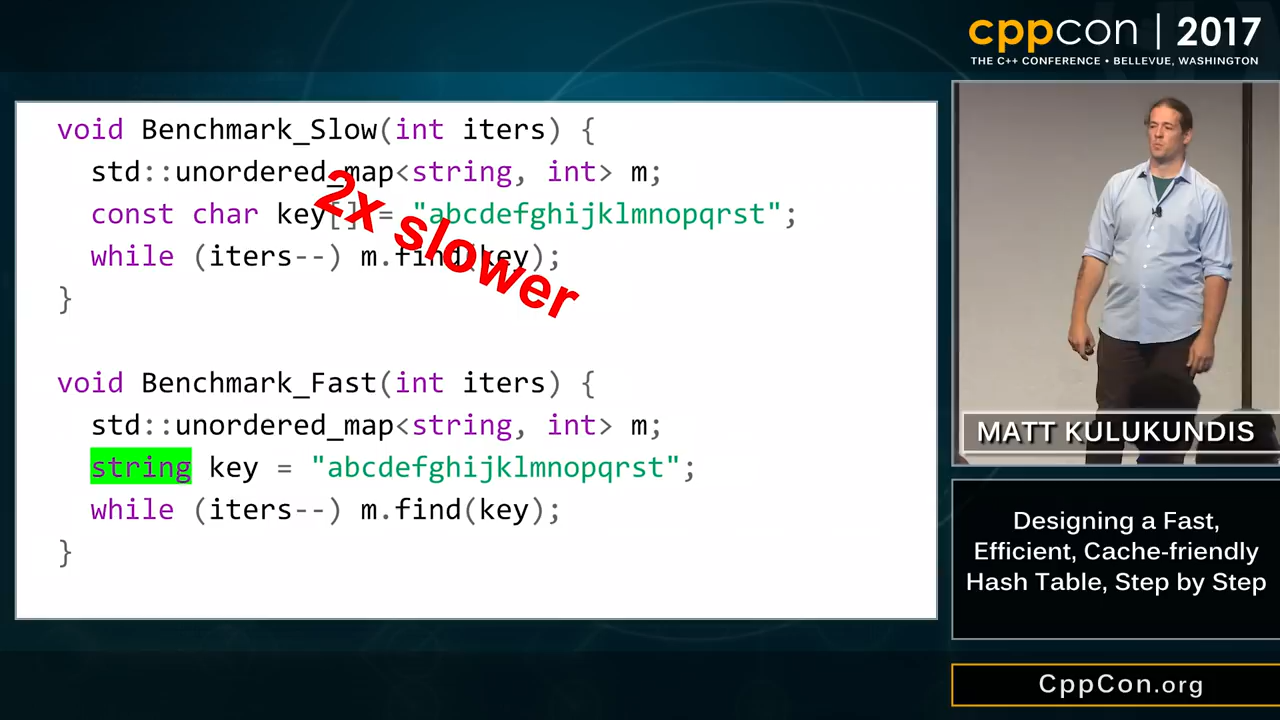 cppcon | 2017
THE C++ CONFERENCE • BELLEVUE, WASHINGTON
void Benchmark_Slow(int iters) {
std::unordered_map<string, int> m;
const char key[] = "abcdefghijklmnopqrst";
while (iters--) m.find(key);
}
2x slower
void Benchmark_Fast(int iters) {
std::unordered_map<string, int> m;
string key = "abcdefghijklmnopqrst";
while (iters--) m.find(key);
}
MATT KULUKUNDIS
Designing a Fast,
Efficient, Cache-friendly
Hash Table, Step by Step
CppCon.org